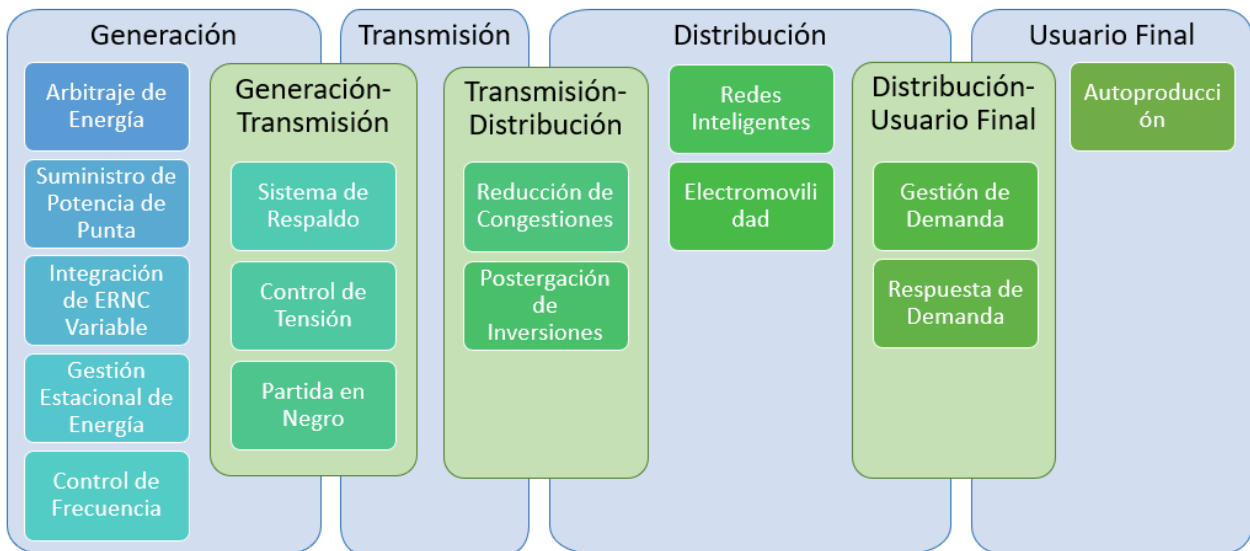 Generación
Arbitraje de
Energía
Suministro de
Potencia de
Punta
Integración
de ERNC
Variable
Gestión
Estacional de
Energía
Control de
Frecuencia
Generación-
Transmisión
Sistema de
Respaldo
Control de
Tensión
Partida en
Negro
Transmisión
Transmisión-
Distribución
Reducción de
Congestiones
Postergación
de
Inversiones
Distribución
Redes
Inteligentes
Electromovili
dad
Distribución-
Usuario Final
Gestión de
Demanda
Respuesta de
Demanda
Usuario Final
Autoproducci
ón